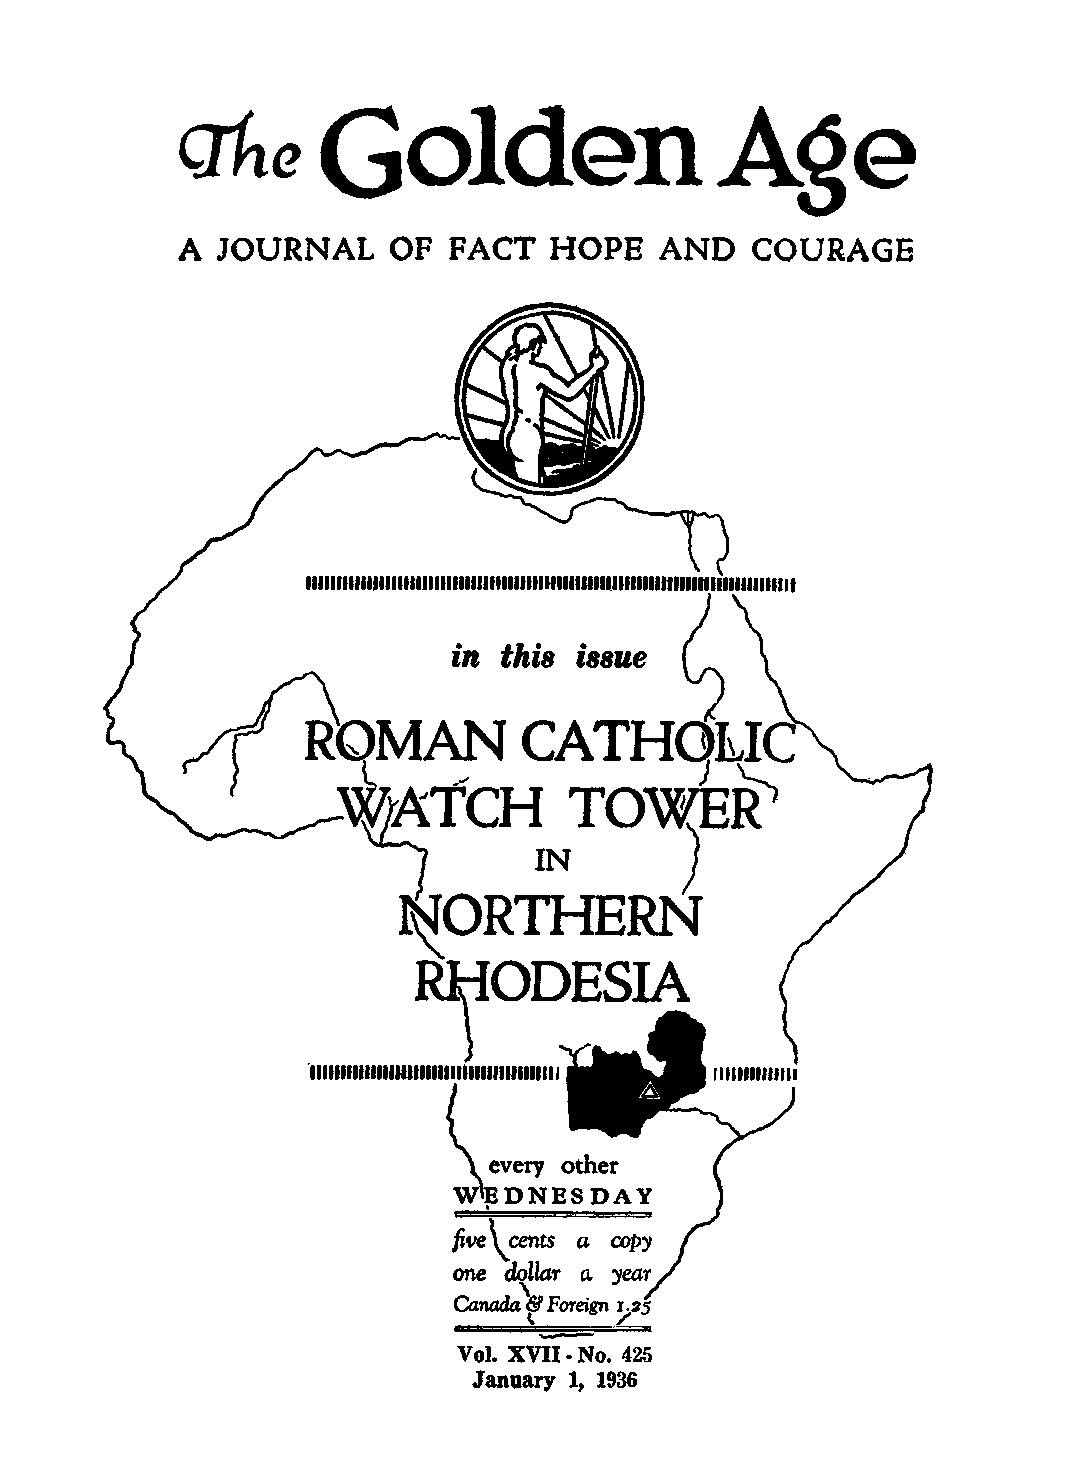 The Golden Age
A JOURNAL OF FACT HOPE AND COURAGE
in this issue
ROMAN CATHOLIC
WATCH TOWER
IN
NORTHERN
RHODESIA
every other
WEDNESDAY
five cents a copy
one dollar a year
Canada & Foreign 1.25
Vol. XVII - No. 425
January 1, 1936